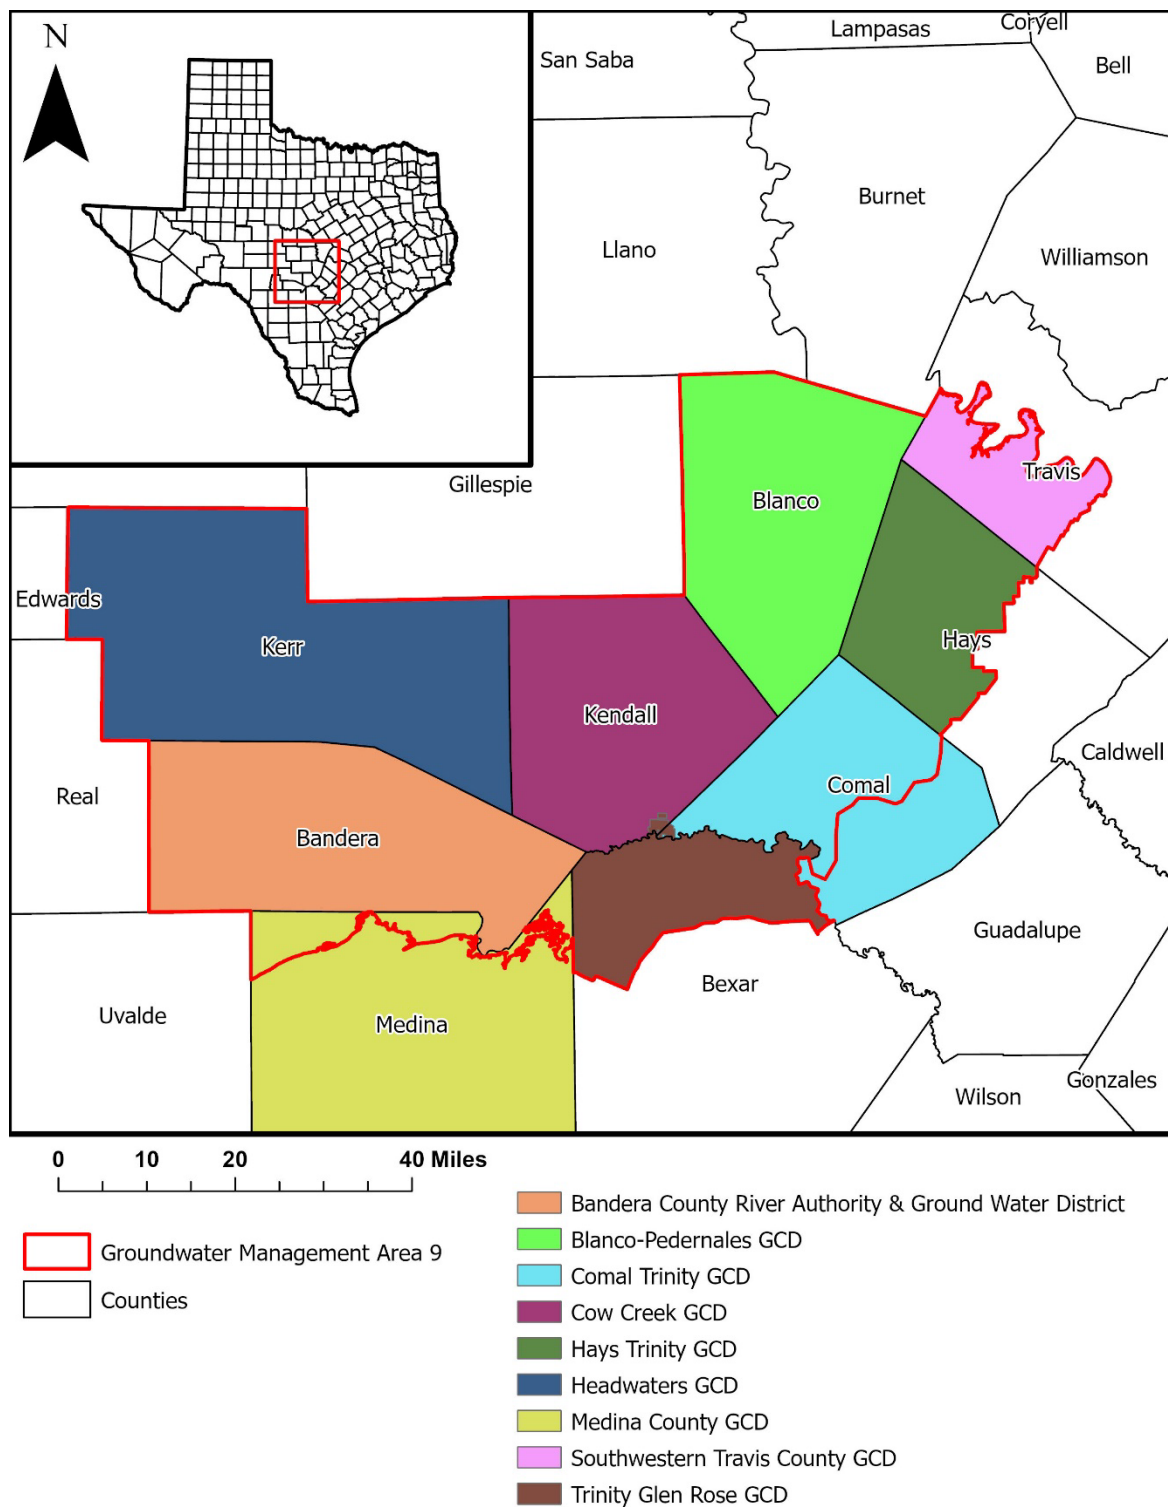 N
Coryell
Lampasas
San Saba
Bell
Burnet
Llano
Williamson
Travis
Gillespie
Blanco
Edwards
Hays
Kerr
Kendall
Caldwell
Real
Comal
Bandera
Guadalupe
Bexar
Uvalde
Medina
Gonzales
Wilson
0 10 20 40 Miles
Groundwater Management Area 9
Counties
Bandera County River Authority & Ground Water District
Blanco-Pedernales GCD
Comal Trinity GCD
Cow Creek GCD
Hays Trinity GCD
Headwaters GCD
Medina County GCD
Southwestern Travis County GCD
Trinity Glen Rose GCD